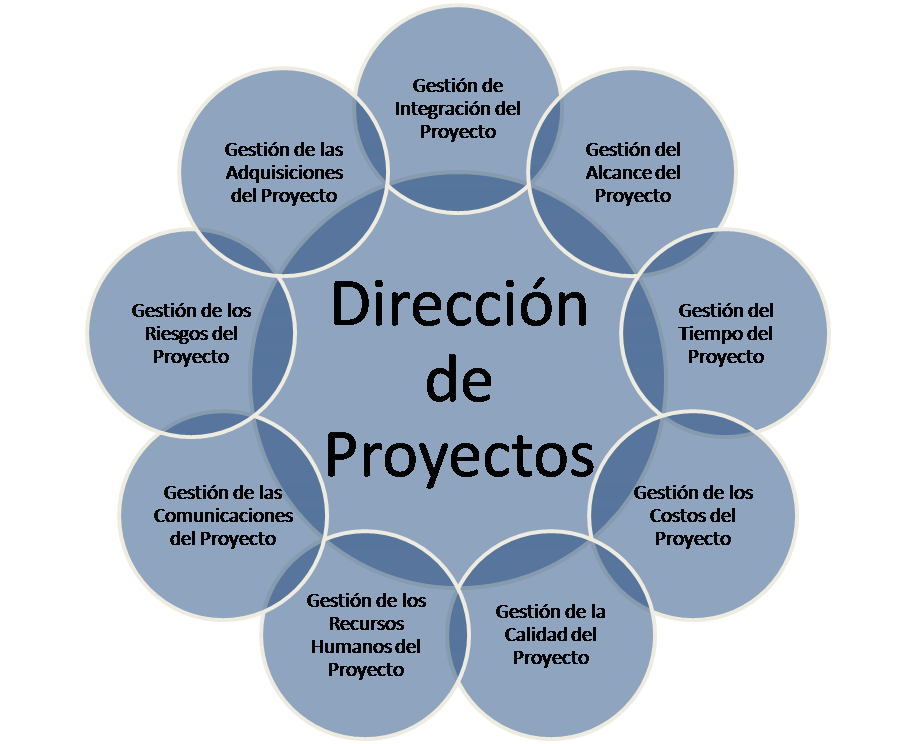 Gestión de
Integración del
Proyecto
Gestión del
Alcance del
Proyecto
Gestión del
Tiempo del
Proyecto
Gestión de los
Costos del
Proyecto
Gestión de la
Calidad del
Proyecto
Gestión de los
Recursos
Humanos del
Proyecto
Gestión de las
Comunicaciones
del Proyecto
Gestión de los
Riesgos del
Proyecto
Gestión de las
Adquisiciones
del Proyecto
Dirección
de
Proyectos